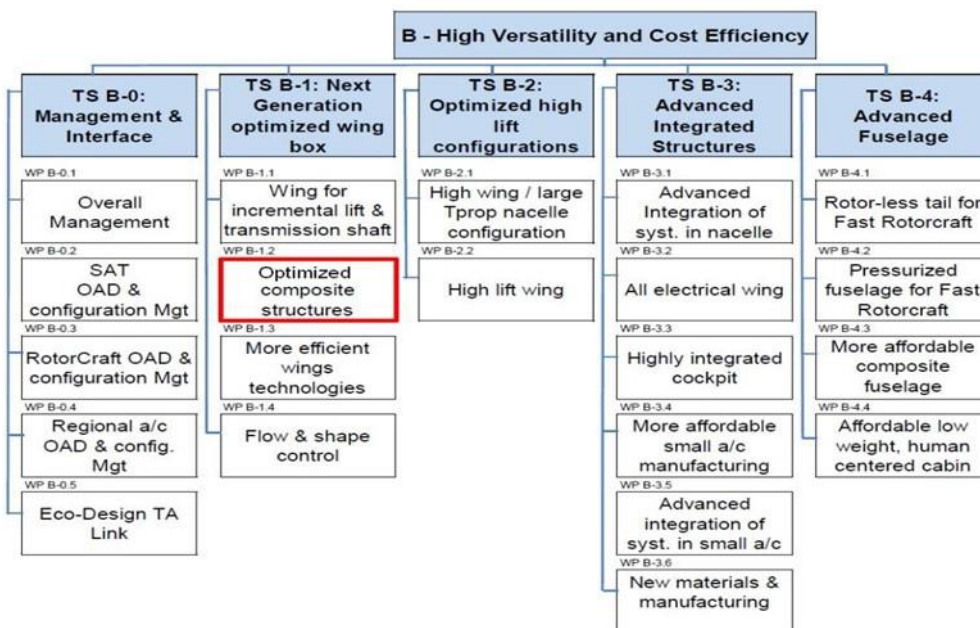 B - High Versatility and Cost Efficiency
TS B-0:
Management &
Interface
WP B-0.1
Overall
Management
WP B-0.2
SAT
OAD &
configuration Mgt
WP B-0.3
RotorCraft OAD &
configuration Mgt
WP B-0.4
Regional a/c
OAD & config.
Mgt
WP B-0.5
Eco-Design TA
Link
TS B-1: Next
Generation
optimized wing
box
WP B-1.1
Wing for
incremental lift &
transmission shaft
WP B-1.2
Optimized
composite
structures
WP B-1.3
More efficient
wings
technologies
WP B-1.4
Flow & shape
control
TS B-2:
Optimized high
lift
configurations
WP B-2.1
High wing / large
Tprop nacelle
configuration
WP B-2.2
High lift wing
TS B-3:
Advanced
Integrated
Structures
WP B-3.1
Advanced
Integration of
syst. in nacelle
WP B-3.2
All electrical wing
WP B-3.3
Highly integrated
cockpit
WP B-3.4
More affordable
small a/c
manufacturing
WP B-3.5
Advanced
integration of
syst. in small a/c
WP B-3.6
New materials &
manufacturing
TS B-4:
Advanced
Fuselage
WP B-4.1
Rotor-less tail for
Fast Rotorcraft
WP B-4.2
Pressurized
fuselage for Fast
Rotorcraft
WP B-4.3
More affordable
composite
fuselage
WP B-4.4
Affordable low
weight, human
centered cabin